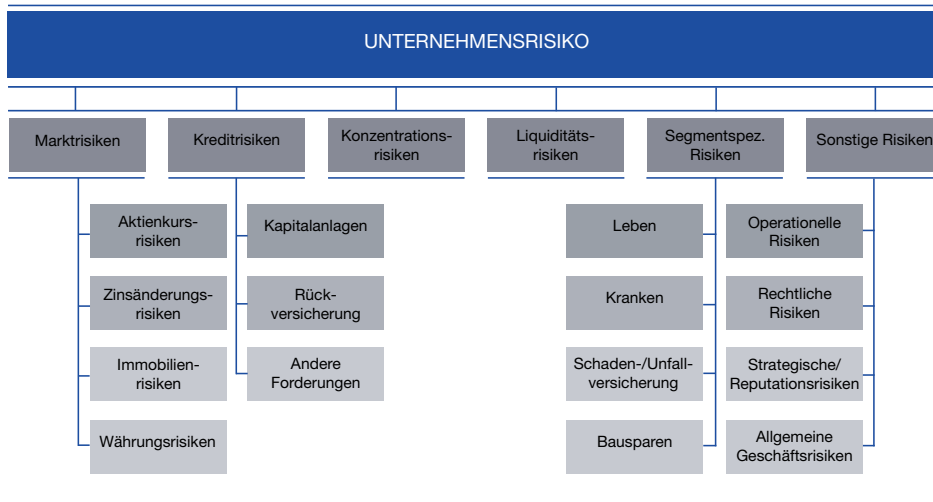 UNTERNEHMENSRISIKO
Marktrisiken
Kreditrisiken
Konzentrations-
risiken
Liquiditäts-
risiken
Segmentspez.
Risiken
Sonstige Risiken
Aktienkurs-
risiken
Zinsänderungs-
risiken
Immobilien-
risiken
Währungsrisiken
Kapitalanlagen
Rück-
versicherung
Andere
Forderungen
Leben
Kranken
Schaden-/Unfall-
versicherung
Bausparen
Operationelle
Risiken
Rechtliche
Risiken
Strategische/
Reputationsrisiken
Allgemeine
Geschäftsrisiken